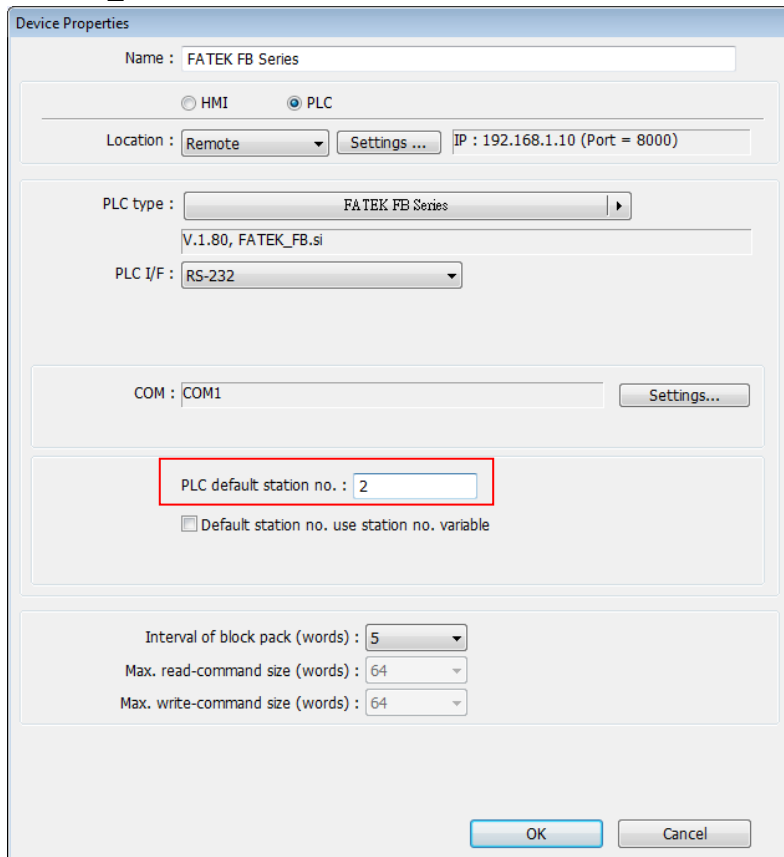 Device Properties
Name : FATEK FB Series
HMI PLC
Location : Remote Settings ... IP : 192.168.1.10 (Port = 8000)
PLC type : FATEK FB Series
V.1.80, FATEK_FB.si
PLC I/F : RS-232
COM : COM1 Settings...
PLC default station no. : 2
Default station no. use station no. variable
Interval of block pack (words) : 5
Max. read-command size (words) : 64
Max. write-command size (words) : 64
OK Cancel